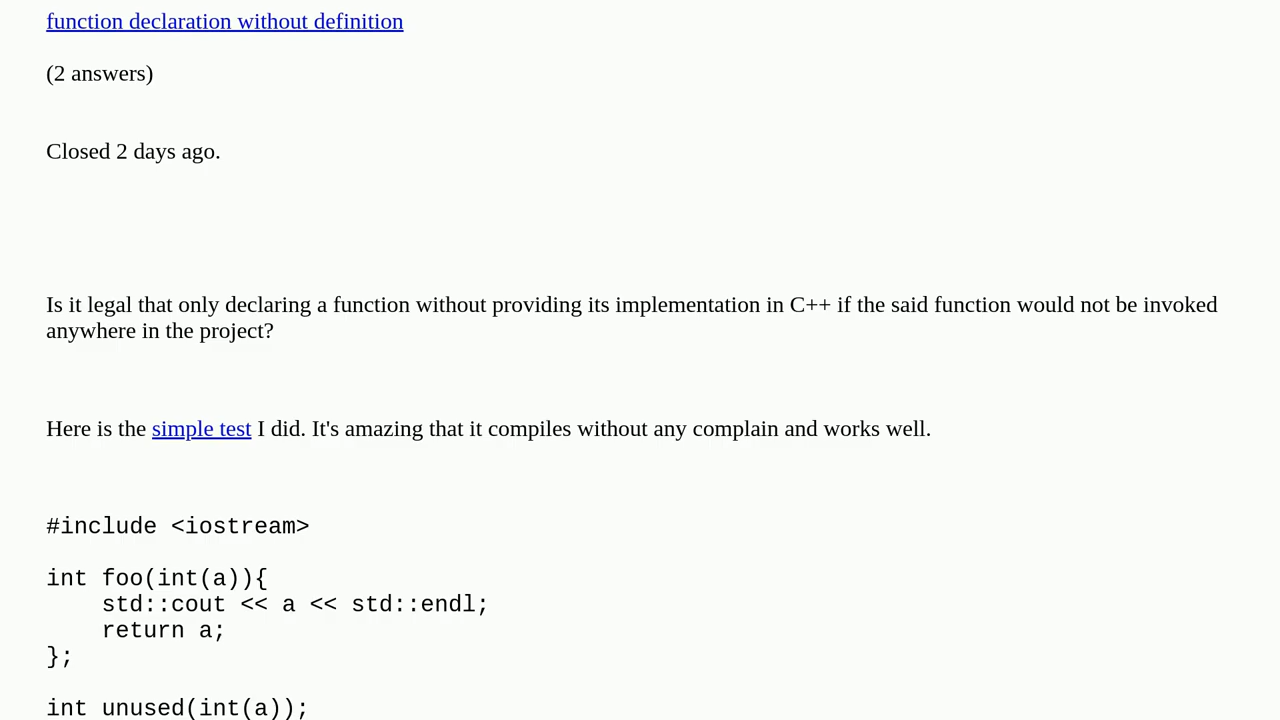 function declaration without definition
(2 answers)
Closed 2 days ago.
Is it legal that only declaring a function without providing its implementation in C++ if the said function would not be invoked
anywhere in the project?
Here is the simple test I did. It's amazing that it compiles without any complain and works well.
#include <iostream>
int foo(int(a)){
    std::cout << a << std::endl;
    return a;
};
int unused(int(a));